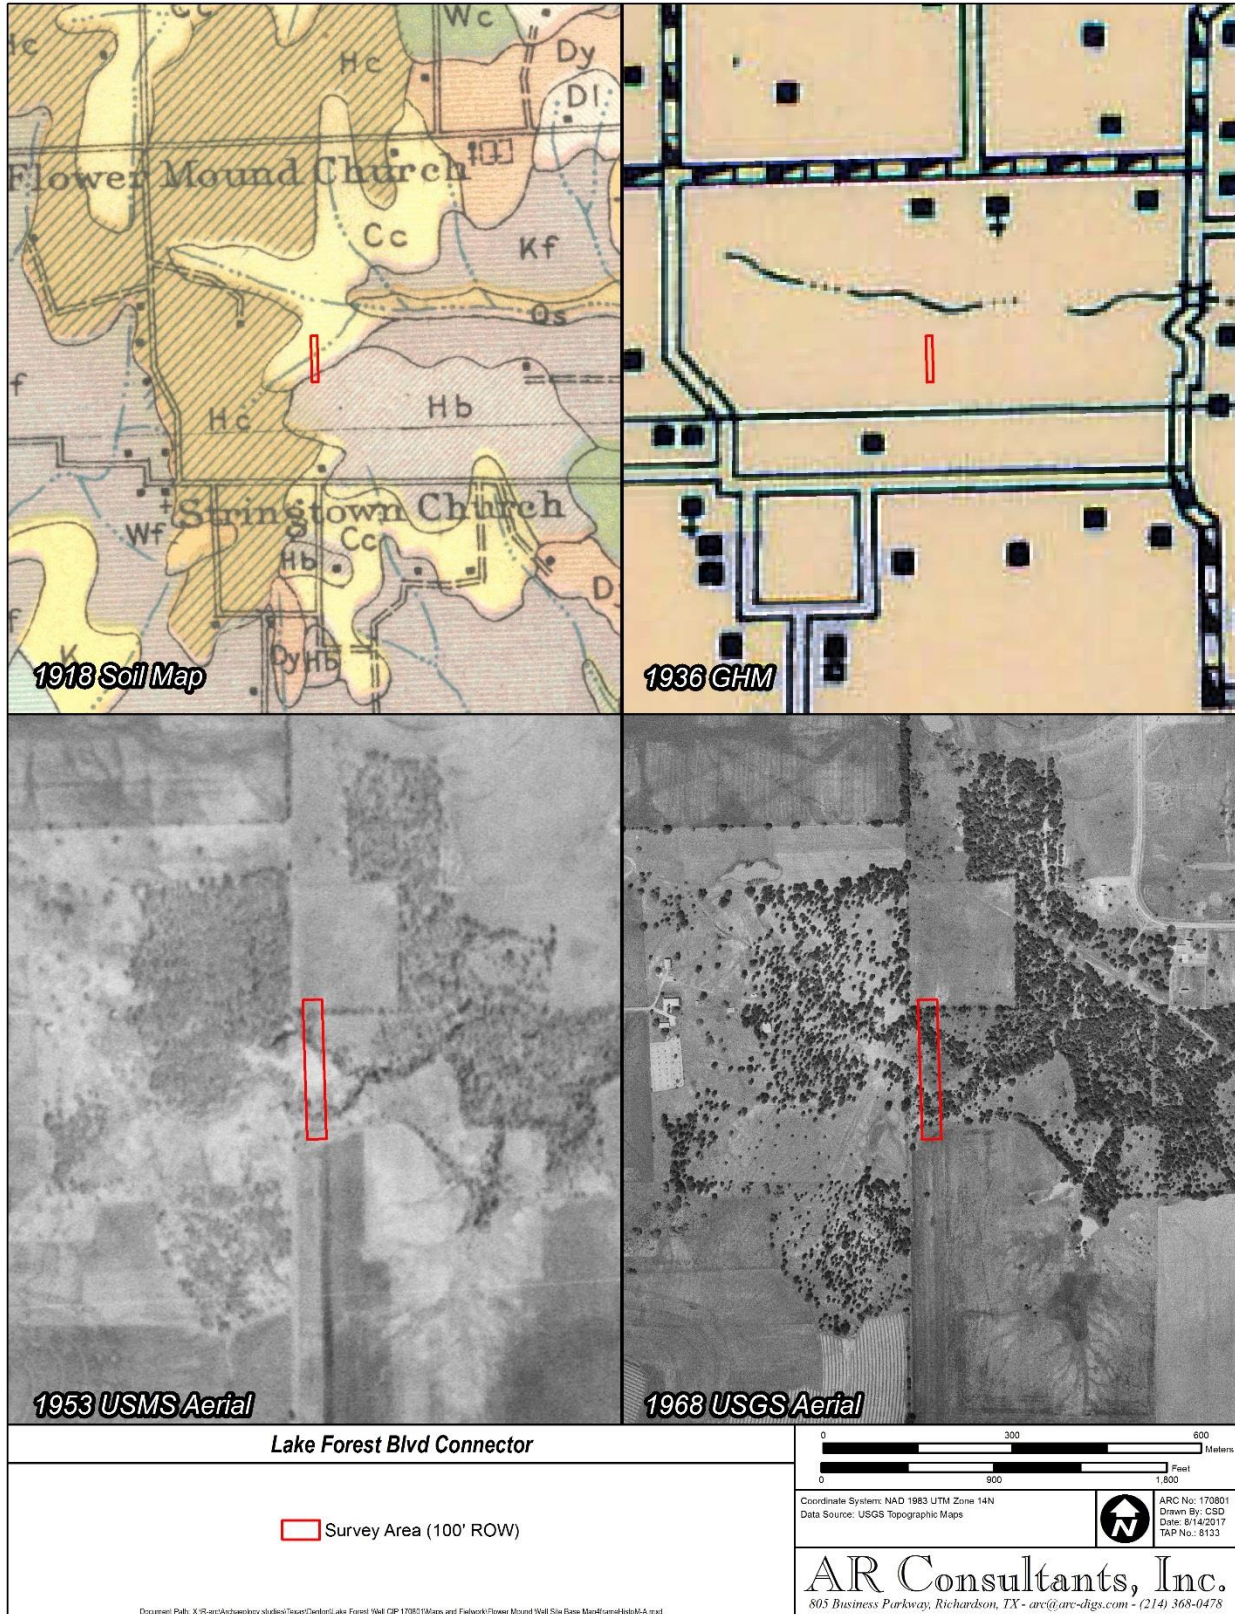 Cc
Wc
Hc
Hc
Dy
Dl
Flower Mound Church
Cc
Kf
Os
Hc
Hb
f
Wf
Stringtown Church
S
Cc
Hb
D
f
K
Dy
Hb
1918 Soil Map
1936 GHM
1953 USMS Aerial
1968 USGS Aerial
Lake Forest Blvd Connector
Survey Area (100' ROW)
0 300 600
Meters
Feet
0 900 1,800
Coordinate System: NAD 1983 UTM Zone 14N
Data Source: USGS Topographic Maps
N
ARC No: 170801
Drawn By: CSD
Date: 8/14/2017
TAP No.: 8133
AR Consultants, Inc.
805 Business Parkway, Richardson, TX - arc@arc-digs.com - (214) 368-0478